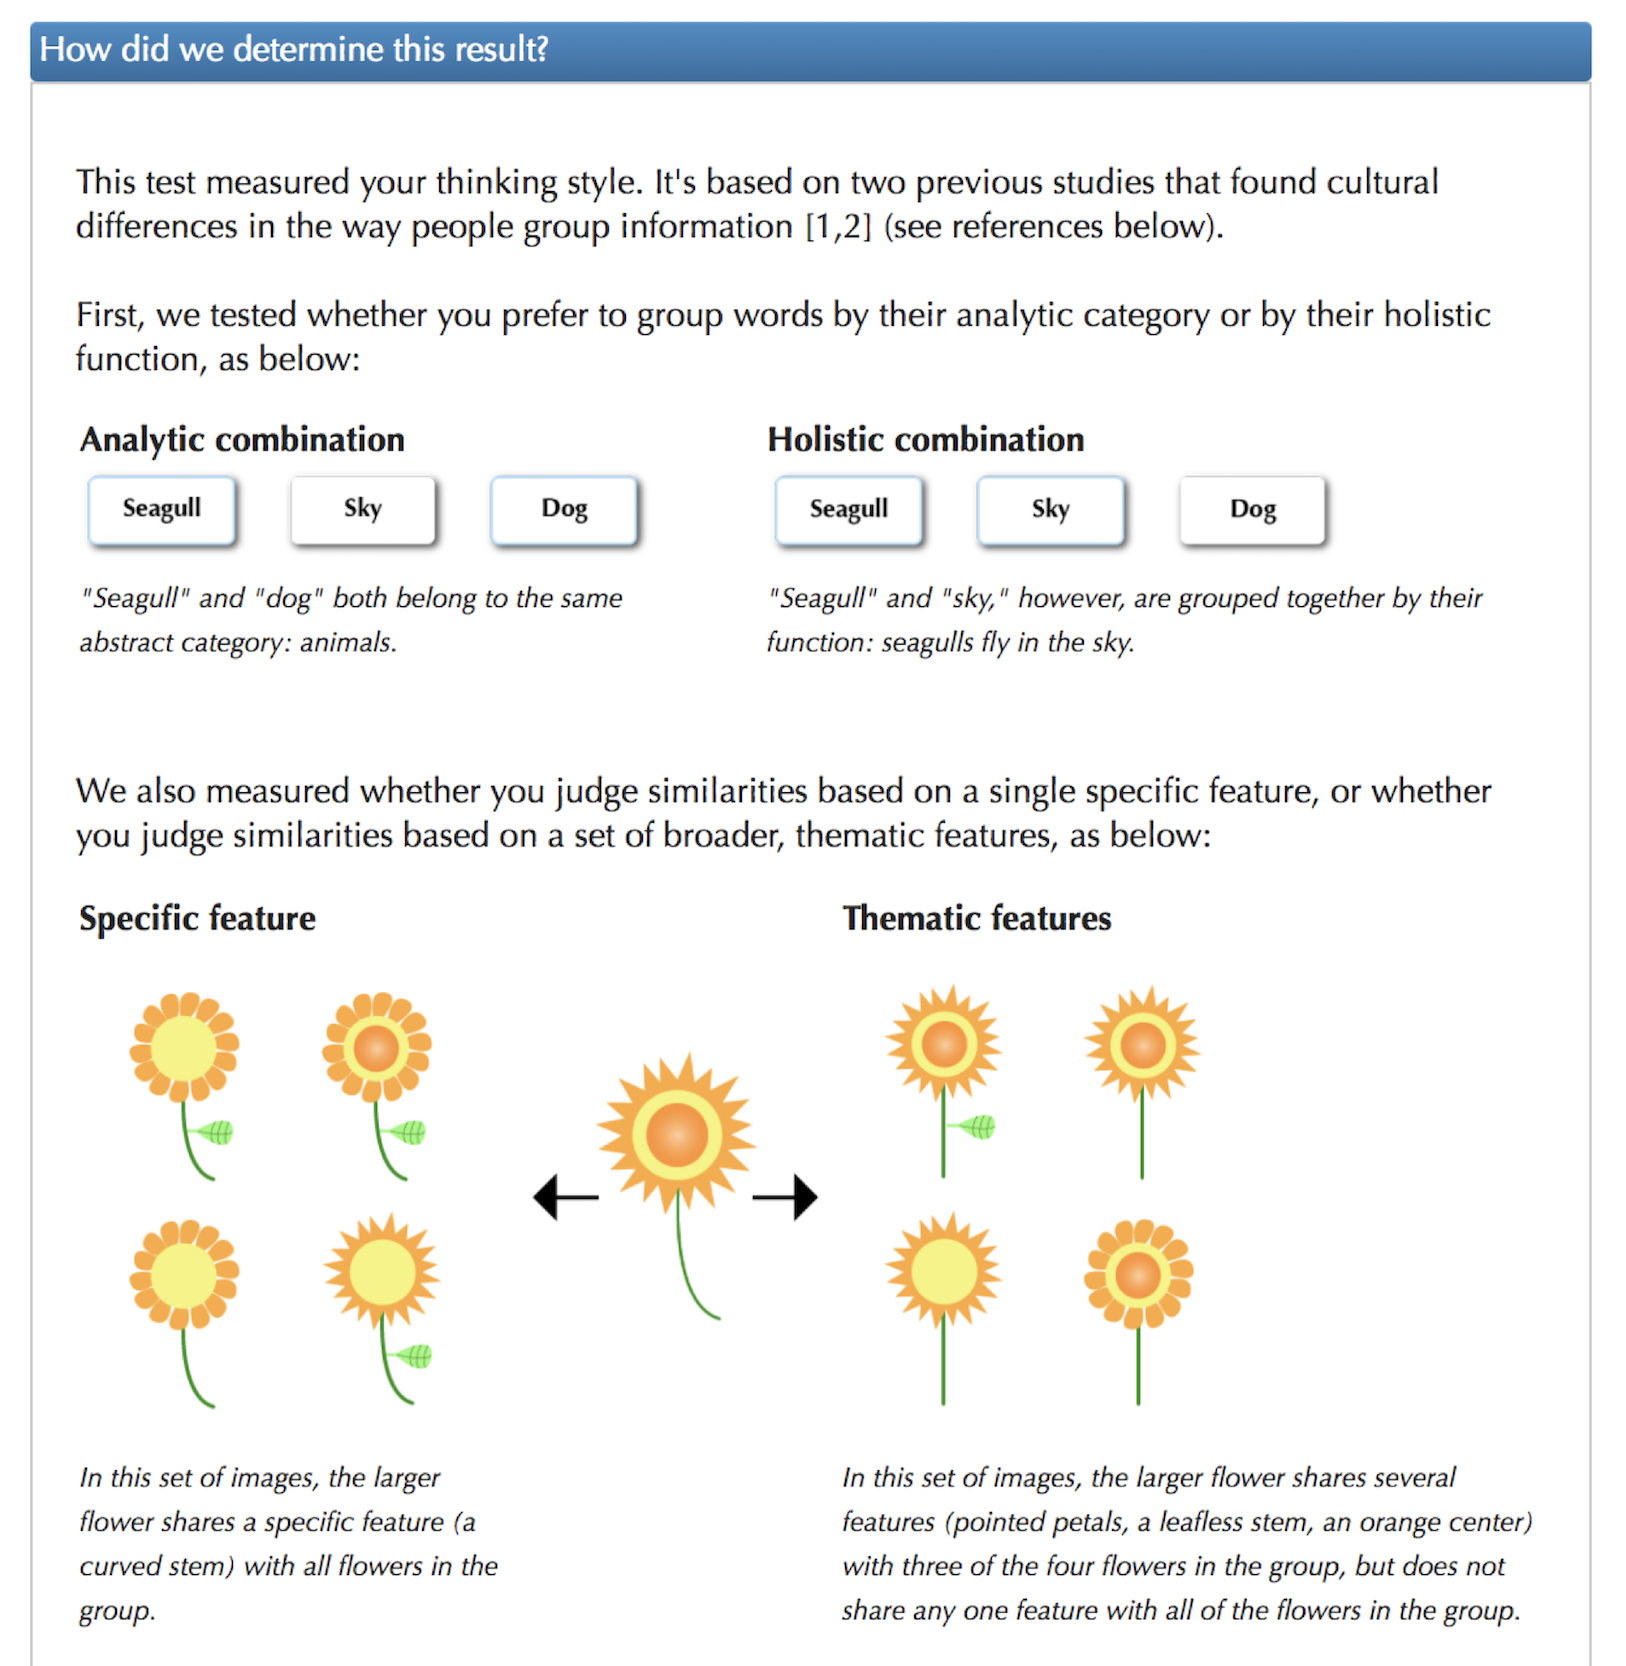 How did we determine this result?
This test measured your thinking style. It's based on two previous studies that found cultural
differences in the way people group information [1,2] (see references below).
First, we tested whether you prefer to group words by their analytic category or by their holistic
function, as below:
Analytic combination
Seagull
Sky
Dog
"Seagull" and "dog" both belong to the same
abstract category: animals.
Holistic combination
Seagull
Sky
Dog
"Seagull" and "sky," however, are grouped together by their
function: seagulls fly in the sky.
We also measured whether you judge similarities based on a single specific feature, or whether
you judge similarities based on a set of broader, thematic features, as below:
Specific feature
In this set of images, the larger
flower shares a specific feature (a
curved stem) with all flowers in the
group.
Thematic features
In this set of images, the larger flower shares several
features (pointed petals, a leafless stem, an orange center)
with three of the four flowers in the group, but does not
share any one feature with all of the flowers in the group.